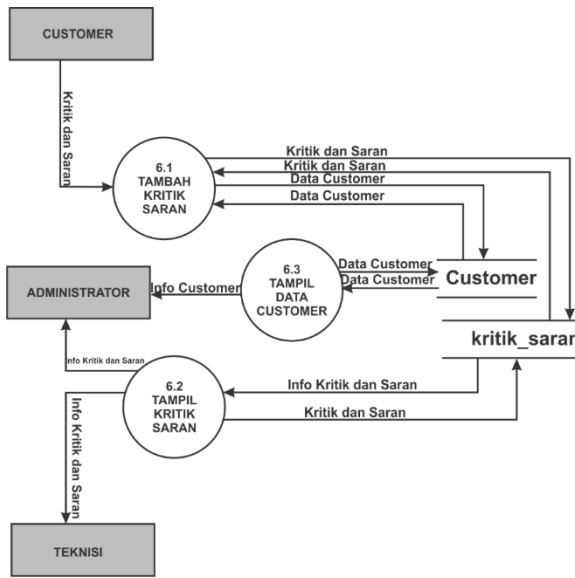 CUSTOMER
Kritik dan Saran
6.1
TAMBAH
KRITIK
SARAN
Kritik dan Saran
Kritik dan Saran
Data Customer
Data Customer
6.3
TAMPIL
DATA
CUSTOMER
Data Customer
Data Customer
Customer
ADMINISTRATOR
Info Customer
kritik_saran
Info Kritik dan Saran
6.2
TAMPIL
KRITIK
SARAN
Info Kritik dan Saran
Kritik dan Saran
Info Kritik dan
Saran
TEKNISI